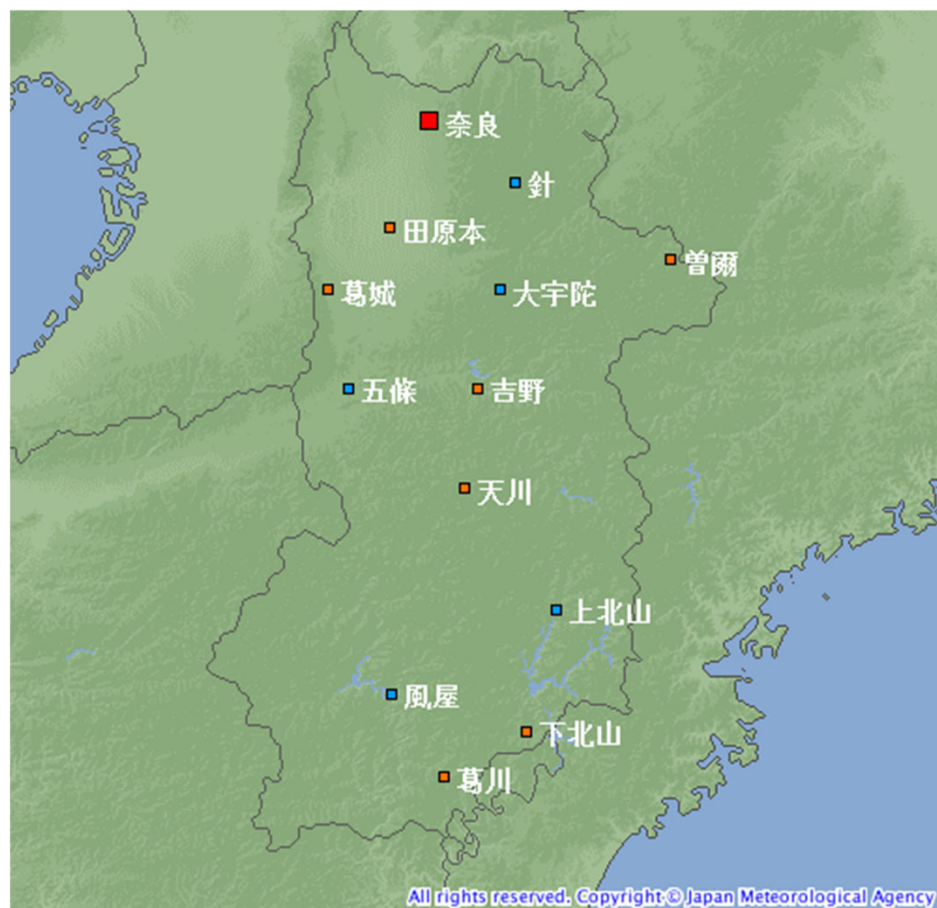 奈良
針
田原本
曽爾
葛城
大宇陀
五條
吉野
天川
上北山
風屋
下北山
葛川
All rights reserved. Copyright © Japan Meteorological Agency